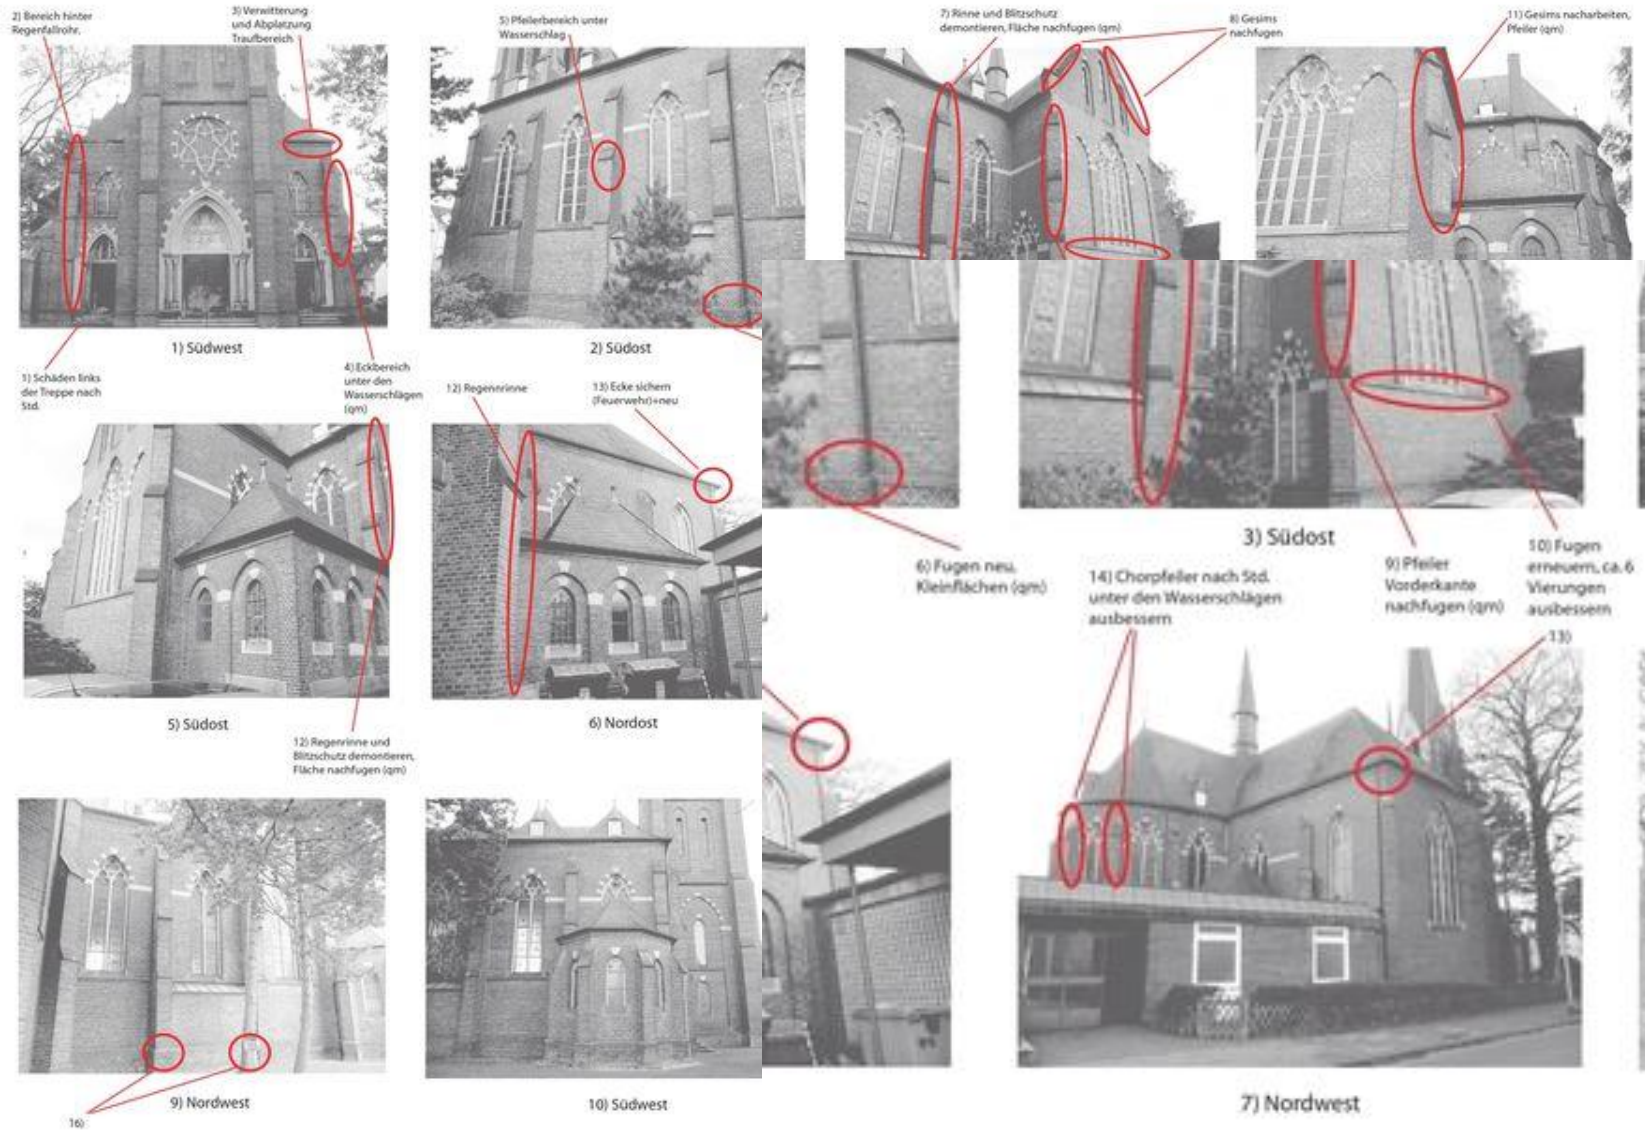 2) Bereich hinter
Regenfallrohr,
3) Verwitterung
und Abplatzung
Traufbereich
5) Pfeilerbereich unter
Wasserschlag
7) Rinne und Blitzschutz
demontieren, Fläche nachfugen (qm)
8) Gesims
nachfugen
11) Gesims nacharbeiten,
Pfeiler (qm)
1) Südwest
2) Südost
1) Schäden links
der Treppe nach
Std.
4) Eckbereich
unter den
Wasserschlägen
(qm)
12) Regenrinne
13) Ecke sichern
(Feuerwehr)+neu
3) Südost
6) Fugen neu,
Kleinflächen (qm)
9) Pfeiler
Vorderkante
nachfugen (qm)
10) Fugen
erneuern, ca. 6
Vierungen
ausbessern
14) Chorpfeiler nach Std.
unter den Wasserschlägen
ausbessern
13)
5) Südost
6) Nordost
12) Regenrinne und
Blitzschutz demontieren,
Fläche nachfugen (qm)
9) Nordwest
10) Südwest
7) Nordwest
16)